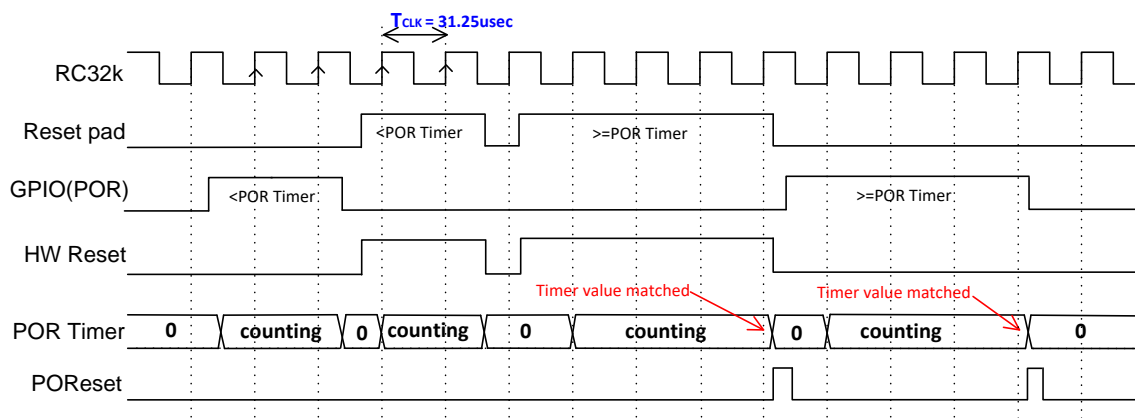 TCLK = 31.25usec
RC32k
Reset pad
<POR Timer
>=POR Timer
GPIO(POR)
<POR Timer
>=POR Timer
HW Reset
Timer value matched
Timer value matched
POR Timer
0
counting
0
counting
0
counting
0
counting
0
POReset